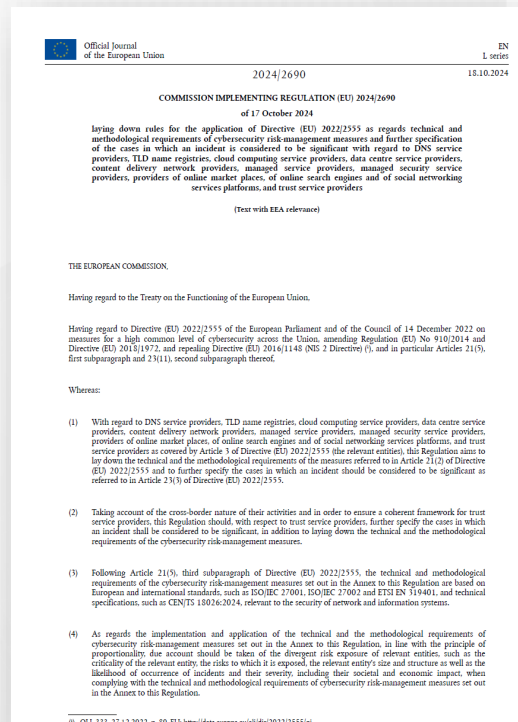 Official Journal
of the European Union
EN
L series
2024/2690
18.10.2024
COMMISSION IMPLEMENTING REGULATION (EU) 2024/2690
of 17 October 2024
laying down rules for the application of Directive (EU) 2022/2555 as regards technical and
methodological requirements of cybersecurity risk-management measures and further specification
of the cases in which an incident is considered to be significant with regard to DNS service
providers, TLD name registries, cloud computing service providers, data centre service providers,
content delivery network providers, managed service providers, managed security service
providers, providers of online market places, of online search engines and of social networking
services platforms, and trust service providers
(Text with EEA relevance)
THE EUROPEAN COMMISSION,
Having regard to the Treaty on the Functioning of the European Union,
Having regard to Directive (EU) 2022/2555 of the European Parliament and of the Council of 14 December 2022 on
measures for a high common level of cybersecurity across the Union, amending Regulation (EU) No 910/2014 and
Directive (EU) 2018/1972, and repealing Directive (EU) 2016/1148 (NIS 2 Directive) (¹), and in particular Articles 21(5),
first subparagraph and 23(11), second subparagraph thereof,
Whereas:
(1) With regard to DNS service providers, TLD name registries, cloud computing service providers, data centre service
providers, content delivery network providers, managed service providers, managed security service providers,
providers of online market places, of online search engines and of social networking services platforms, and trust
service providers as covered by Article 3 of Directive (EU) 2022/2555 (the relevant entities), this Regulation aims to
lay down the technical and the methodological requirements of the measures referred to in Article 21(2) of Directive
(EU) 2022/2555 and to further specify the cases in which an incident should be considered to be significant as
referred to in Article 23(3) of Directive (EU) 2022/2555.
(2) Taking account of the cross-border nature of their activities and in order to ensure a coherent framework for trust
service providers, this Regulation should, with respect to trust service providers, further specify the cases in which
an incident shall be considered to be significant, in addition to laying down the technical and the methodological
requirements of the cybersecurity risk-management measures.
(3) Following Article 21(5), third subparagraph of Directive (EU) 2022/2555, the technical and methodological
requirements of the cybersecurity risk-management measures set out in the Annex to this Regulation are based on
European and international standards, such as ISO/IEC 27001, ISO/IEC 27002 and ETSI EN 319401, and technical
specifications, such as CEN/TS 18026:2024, relevant to the security of network and information systems.
(4) As regards the implementation and application of the technical and the methodological requirements of
cybersecurity risk-management measures set out in the Annex to this Regulation, in line with the principle of
proportionality, due account should be taken of the divergent risk exposure of relevant entities, such as the
criticality of the relevant entity, the risks to which it is exposed, the relevant entity's size and structure as well as the
likelihood of occurrence of incidents and their severity, including their societal and economic impact, when
complying with the technical and methodological requirements of cybersecurity risk-management measures set out
in the Annex to this Regulation.